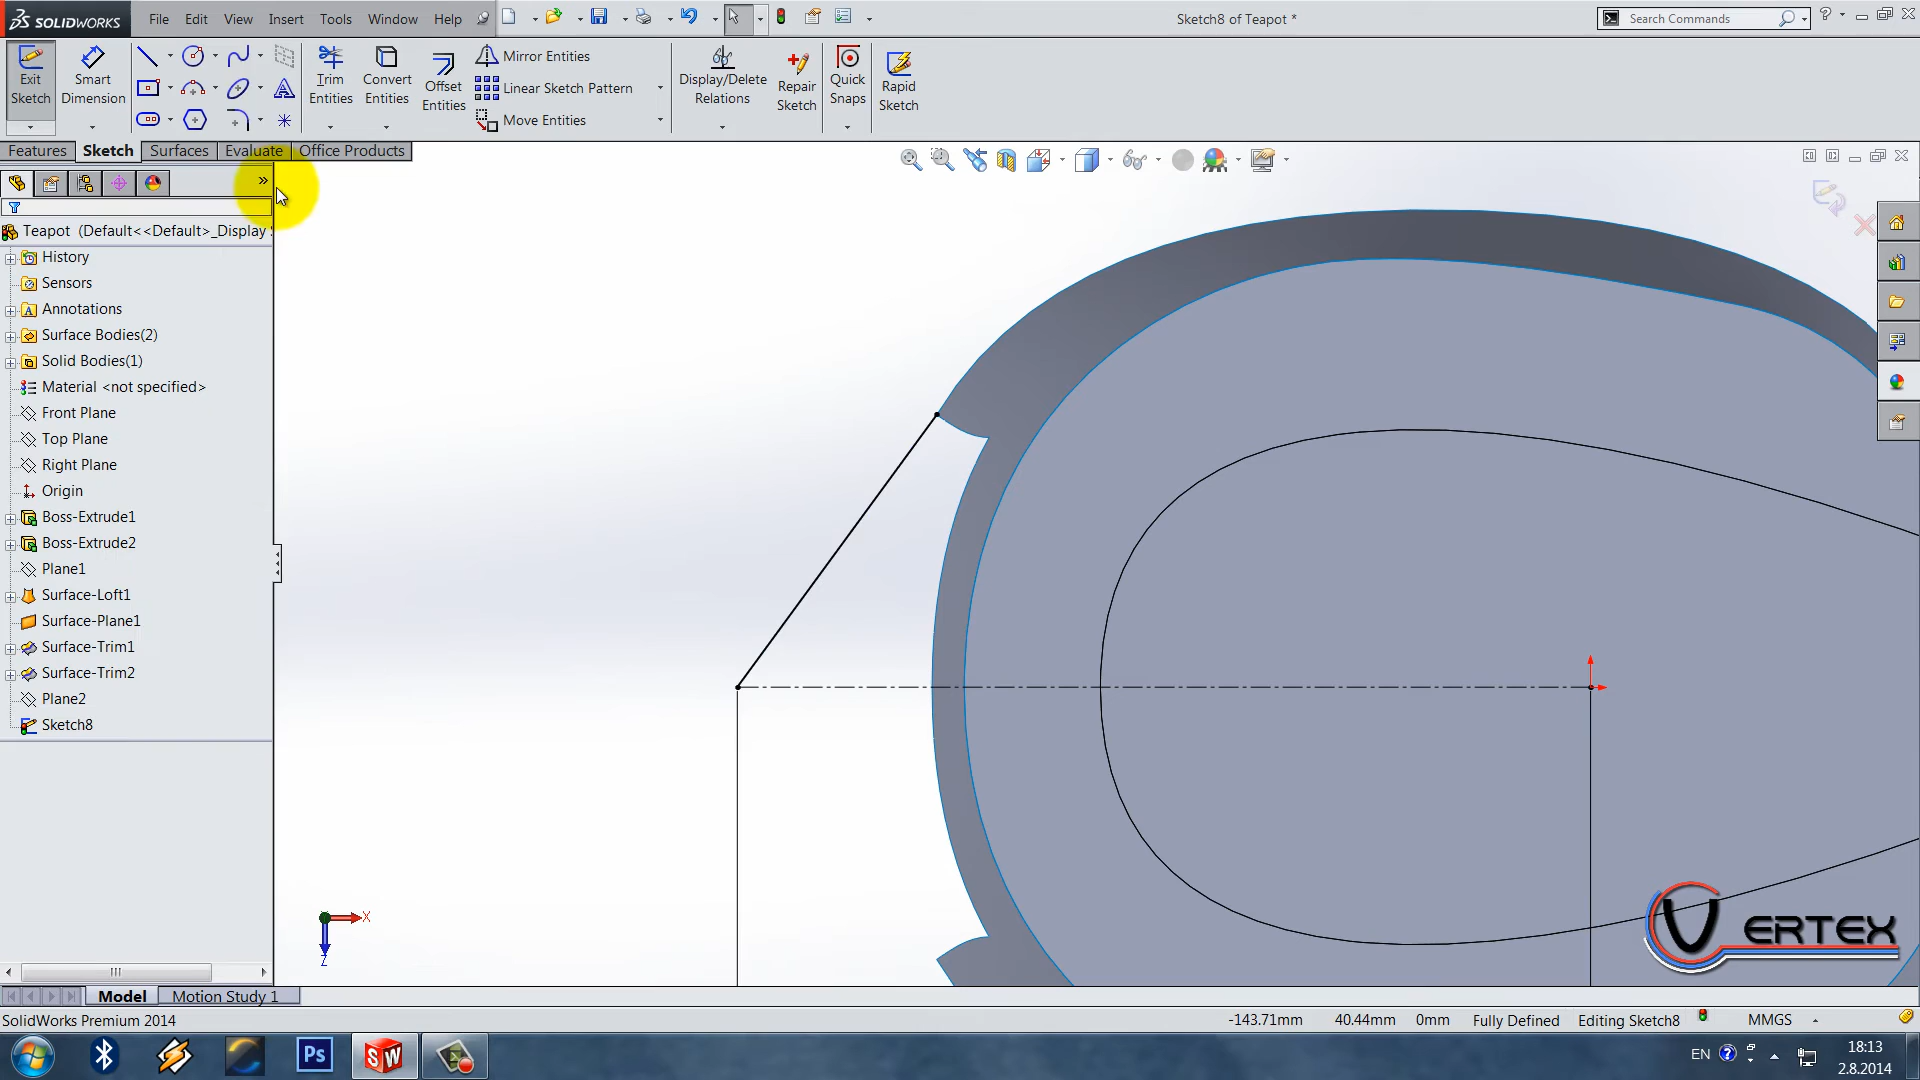 SOLIDWORKS
File Edit View Insert Tools Window Help
Sketch8 of Teapot *
Search Commands
Exit Sketch
Smart Dimension
Trim Entities
Convert Entities
Offset Entities
Mirror Entities
Linear Sketch Pattern
Move Entities
Display/Delete Relations
Repair Sketch
Quick Snaps
Rapid Sketch
Features Sketch Surfaces Evaluate Office Products
Teapot (Default<<Default>_Display
History
Sensors
Annotations
Surface Bodies(2)
Solid Bodies(1)
Material <not specified>
Front Plane
Top Plane
Right Plane
Origin
Boss-Extrude1
Boss-Extrude2
Plane1
Surface-Loft1
Surface-Plane1
Surface-Trim1
Surface-Trim2
Plane2
Sketch8
X
Z
VERTEX
Model Motion Study 1
SolidWorks Premium 2014
-143.71mm 40.44mm 0mm Fully Defined Editing Sketch8 MMGS
Ps
SW
EN
18:13
2.8.2014